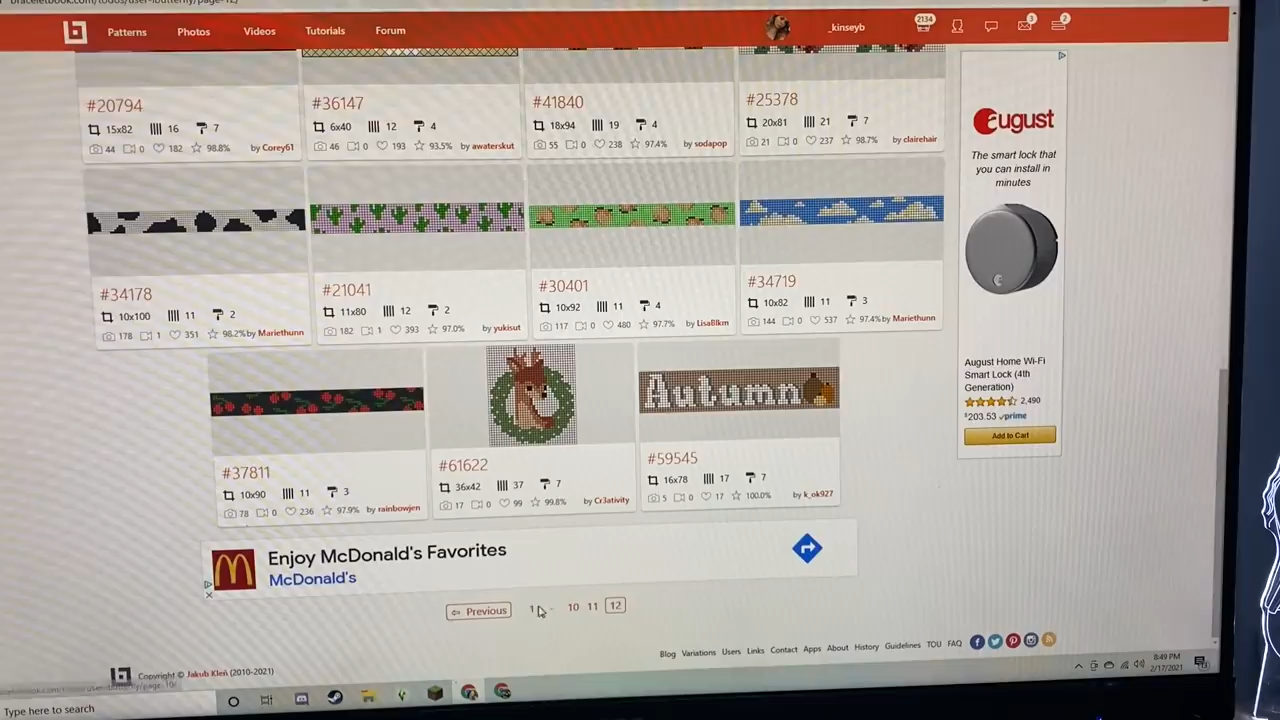 Patterns Photos Videos Tutorials Forum _kinseyb 2134 3 2
#20794
15x82 16 7
44 0 182 98.8% by Corey61
#36147
6x40 12 4
46 0 193 93.5% by awaterskut
#41840
18x94 19 4
55 0 238 97.4% by sodapop
#25378
20x81 21 7
21 0 237 98.7% by clairehair
#34178
10x100 11 2
178 1 351 98.2% by Mariethunn
#21041
11x80 12 2
182 1 393 97.0% by yukisut
#30401
10x92 11 4
117 0 480 97.7% by LisaBlkm
#34719
10x82 11 3
144 0 537 97.4% by Mariethunn
#37811
10x90 11 3
78 0 236 97.9% by rainbowjen
#61622
36x42 37 7
17 0 99 99.8% by Cr3ativity
Autumn
#59545
16x78 17 7
5 0 17 100.0% by k_ok927
august
The smart lock that
you can install in
minutes
August Home Wi-Fi
Smart Lock (4th
Generation)
2,490
$203.53 prime
Add to Cart
Enjoy McDonald's Favorites
McDonald's
Previous 1 10 11 12
Blog Variations Users Links Contact Apps About History Guidelines TOU FAQ
Copyright © Jakub Kleň (2010-2021)
8:49 PM
2/17/2021
Type here to search